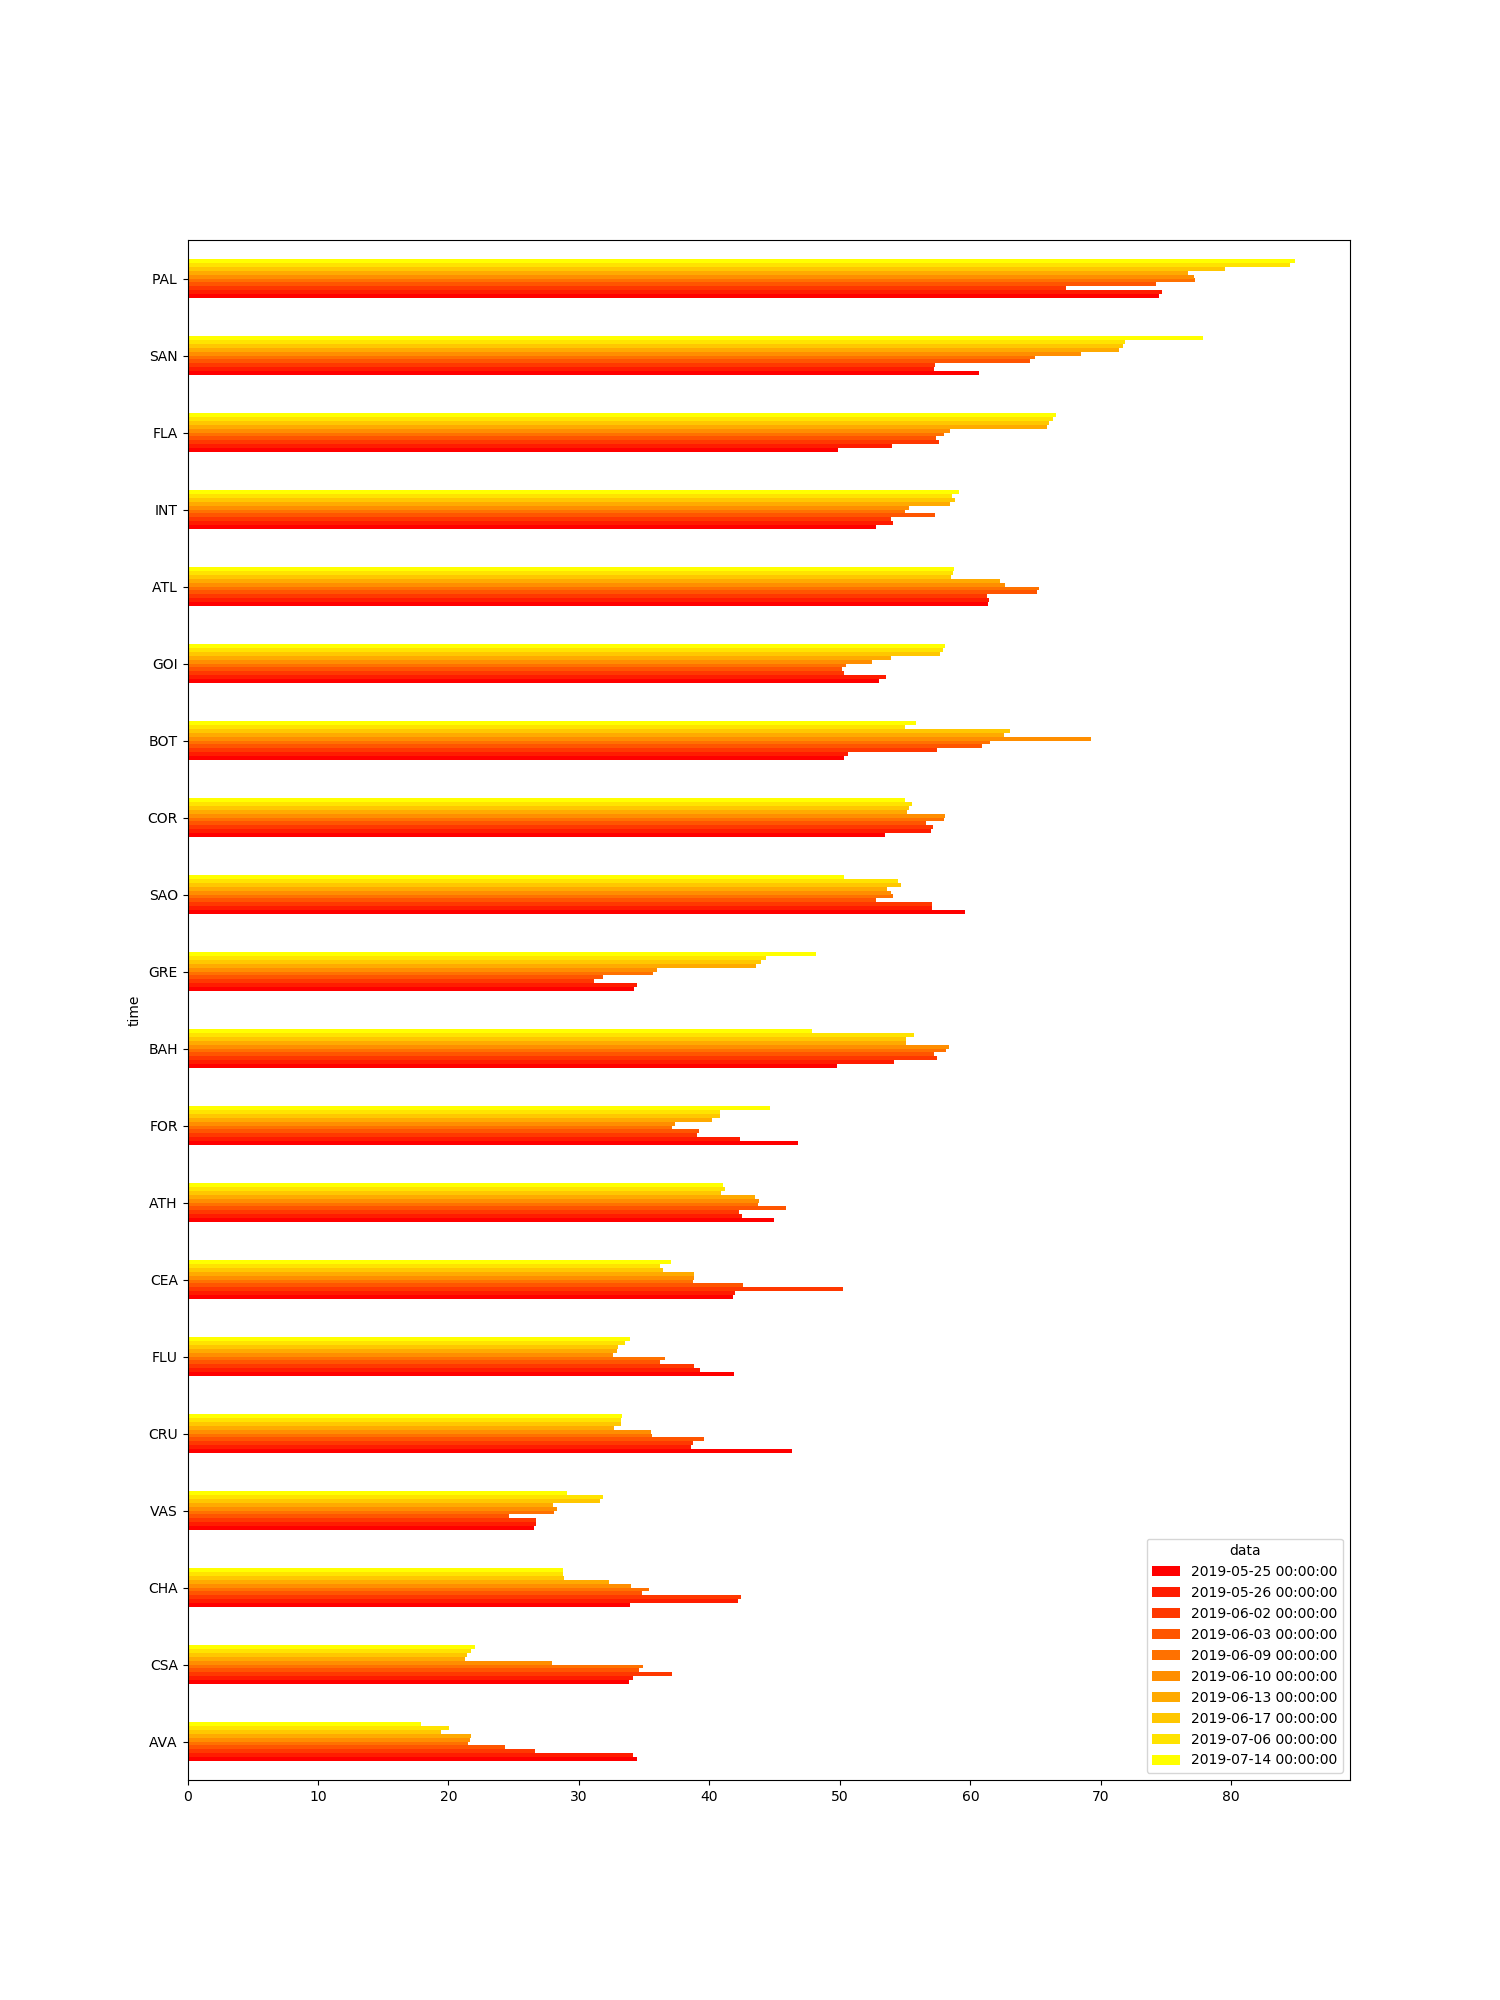 PAL
SAN
FLA
INT
ATL
GOI
BOT
COR
SAO
GRE
time
BAH
FOR
ATH
CEA
FLU
CRU
VAS
CHA
CSA
AVA
data
2019-05-25 00:00:00
2019-05-26 00:00:00
2019-06-02 00:00:00
2019-06-03 00:00:00
2019-06-09 00:00:00
2019-06-10 00:00:00
2019-06-13 00:00:00
2019-06-17 00:00:00
2019-07-06 00:00:00
2019-07-14 00:00:00
0 10 20 30 40 50 60 70 80